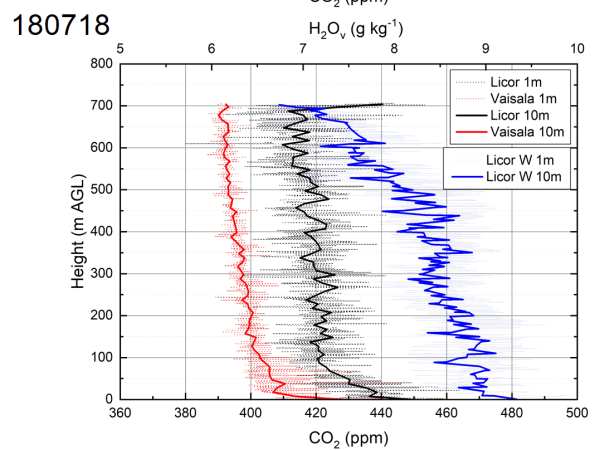 CO₂ (ppm)
180718
H₂Oᵥ (g kg⁻¹)
5 6 7 8 9 10
800
700
600
500
400
300
200
100
0
Height (m AGL)
Licor 1m
Vaisala 1m
Licor 10m
Vaisala 10m
Licor W 1m
Licor W 10m
360 380 400 420 440 460 480 500
CO₂ (ppm)